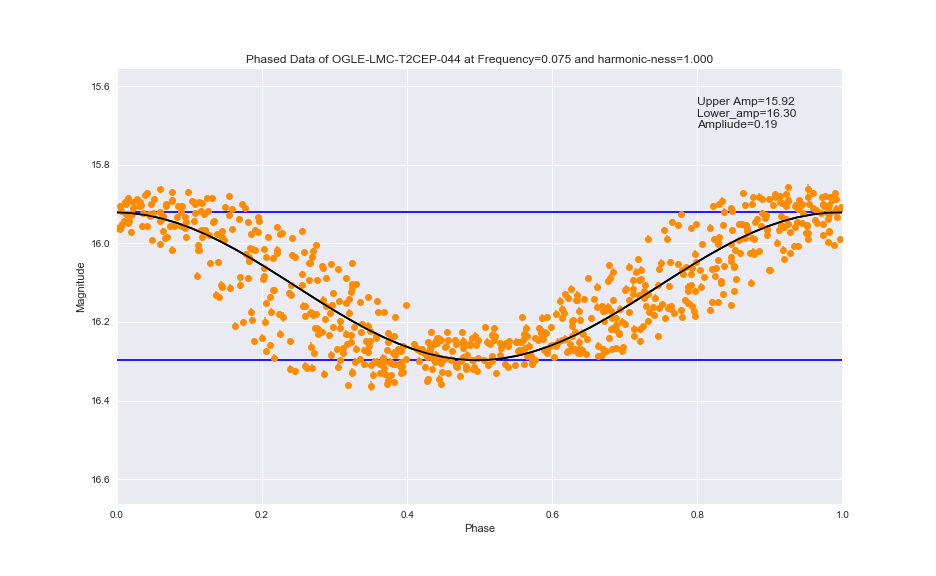 Phased Data of OGLE-LMC-T2CEP-044 at Frequency=0.075 and harmonic-ness=1.000
Upper Amp=15.92
Lower_amp=16.30
Ampliude=0.19
15.6
15.8
16.0
16.2
16.4
16.6
Magnitude
0.0 0.2 0.4 0.6 0.8 1.0
Phase